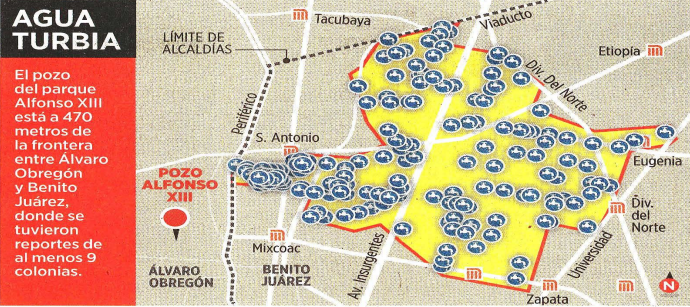 AGUA
TURBIA
El pozo
del parque
Alfonso XIII
está a 470
metros de
la frontera
entre Álvaro
Obregón
y Benito
Juárez,
donde se
tuvieron
reportes de
al menos 9
colonias.
Tacubaya
Viaducto
LÍMITE DE
ALCALDÍAS
Etiopía
Div. Del Norte
Periférico
S. Antonio
Eugenia
POZO
ALFONSO
XIII
Div.
del
Norte
Mixcoac
Av. Insurgentes
Universidad
ÁLVARO
OBREGÓN
BENITO
JUÁREZ
Zapata
N